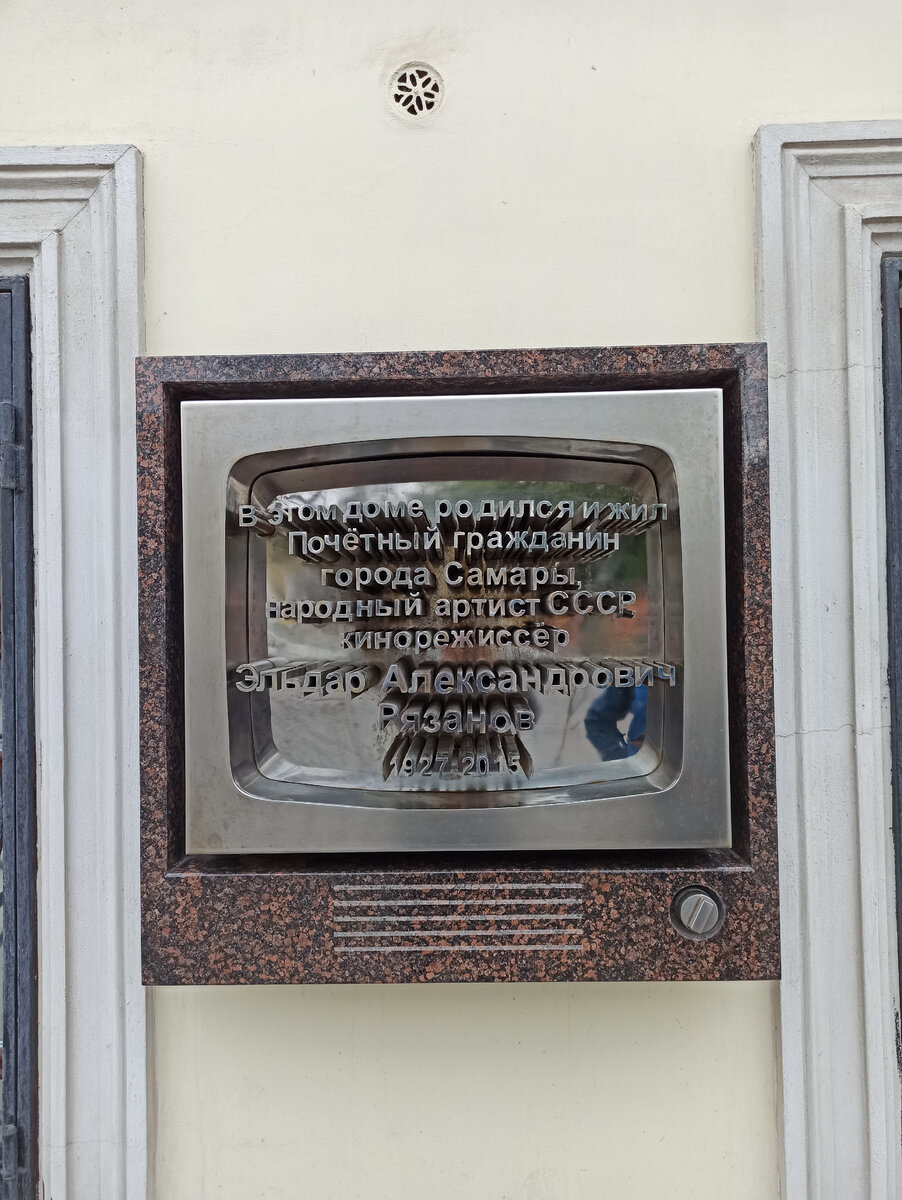 В этом доме родился и жил
Почётный гражданин
города Самары,
народный артист СССР
кинорежиссёр
Эльдар Александрович
Рязанов
1927-2015